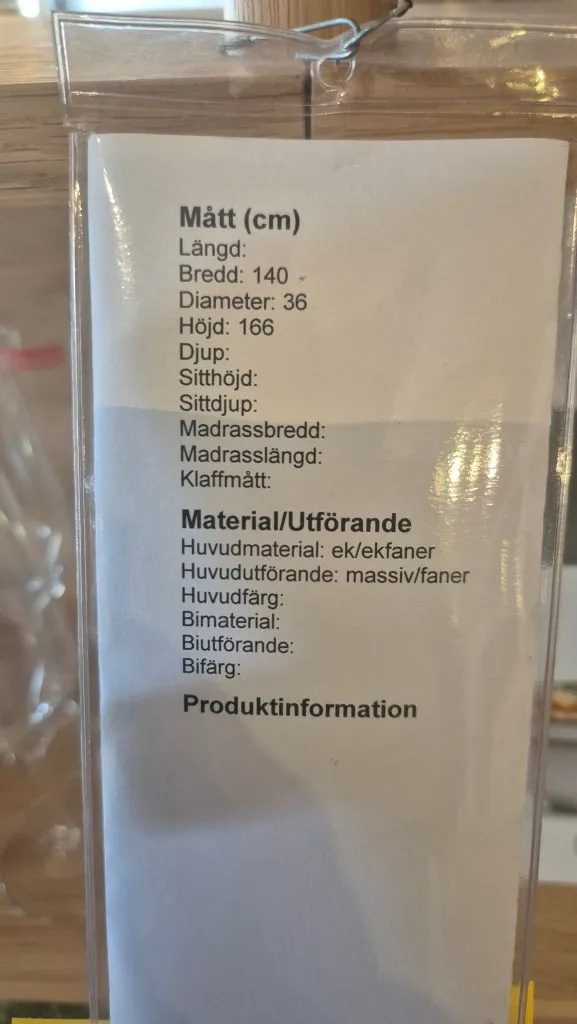 Mått (cm)
Längd:
Bredd: 140
Diameter: 36
Höjd: 166
Djup:
Sitthöjd:
Sittdjup:
Madrassbredd:
Madrasslängd:
Klaffmått:
Material/Utförande
Huvudmaterial: ek/ekfaner
Huvudutförande: massiv/faner
Huvudfärg:
Bimaterial:
Biutförande:
Bifärg:
Produktinformation